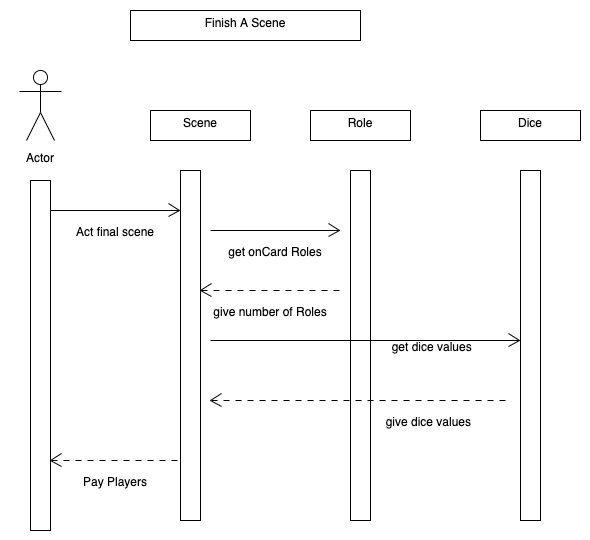 Finish A Scene
Scene
Role
Dice
Actor
Act final scene
get onCard Roles
give number of Roles
get dice values
give dice values
Pay Players